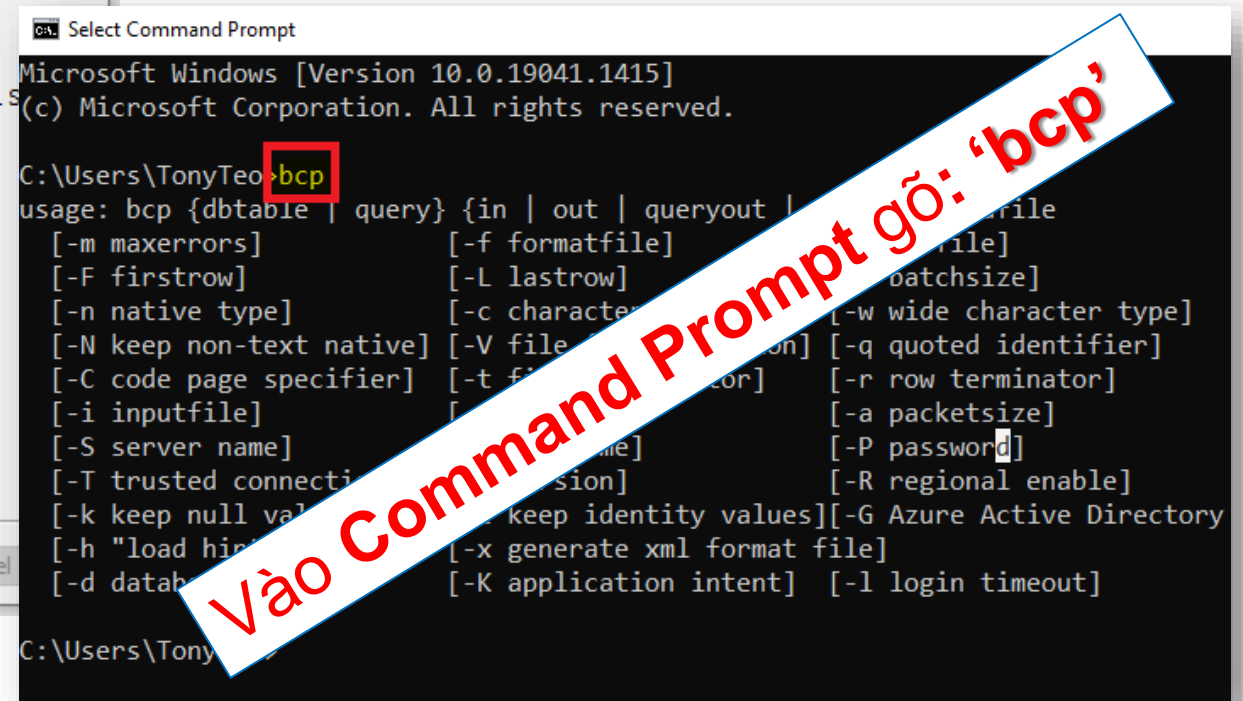 Select Command Prompt
Microsoft Windows [Version 10.0.19041.1415]
(c) Microsoft Corporation. All rights reserved.
C:\Users\TonyTeo>bcp
usage: bcp {dbtable | query} {in | out | queryout |
[-m maxerrors] [-f formatfile]
[-F firstrow] [-L lastrow] batchsize]
[-n native type] [-c character [-w wide character type]
[-N keep non-text native] [-V file [-q quoted identifier]
[-C code page specifier] [-t [-r row terminator]
[-i inputfile] [-a packetsize]
[-S server name] [-P password]
[-T trusted [-R regional enable]
[-k keep null keep identity values][-G Azure Active Directory
[-h "load [-x generate xml format file]
[-d [-K application intent] [-l login timeout]
C:\Users\Tony
Vào Command Prompt gõ: ‘bcp’